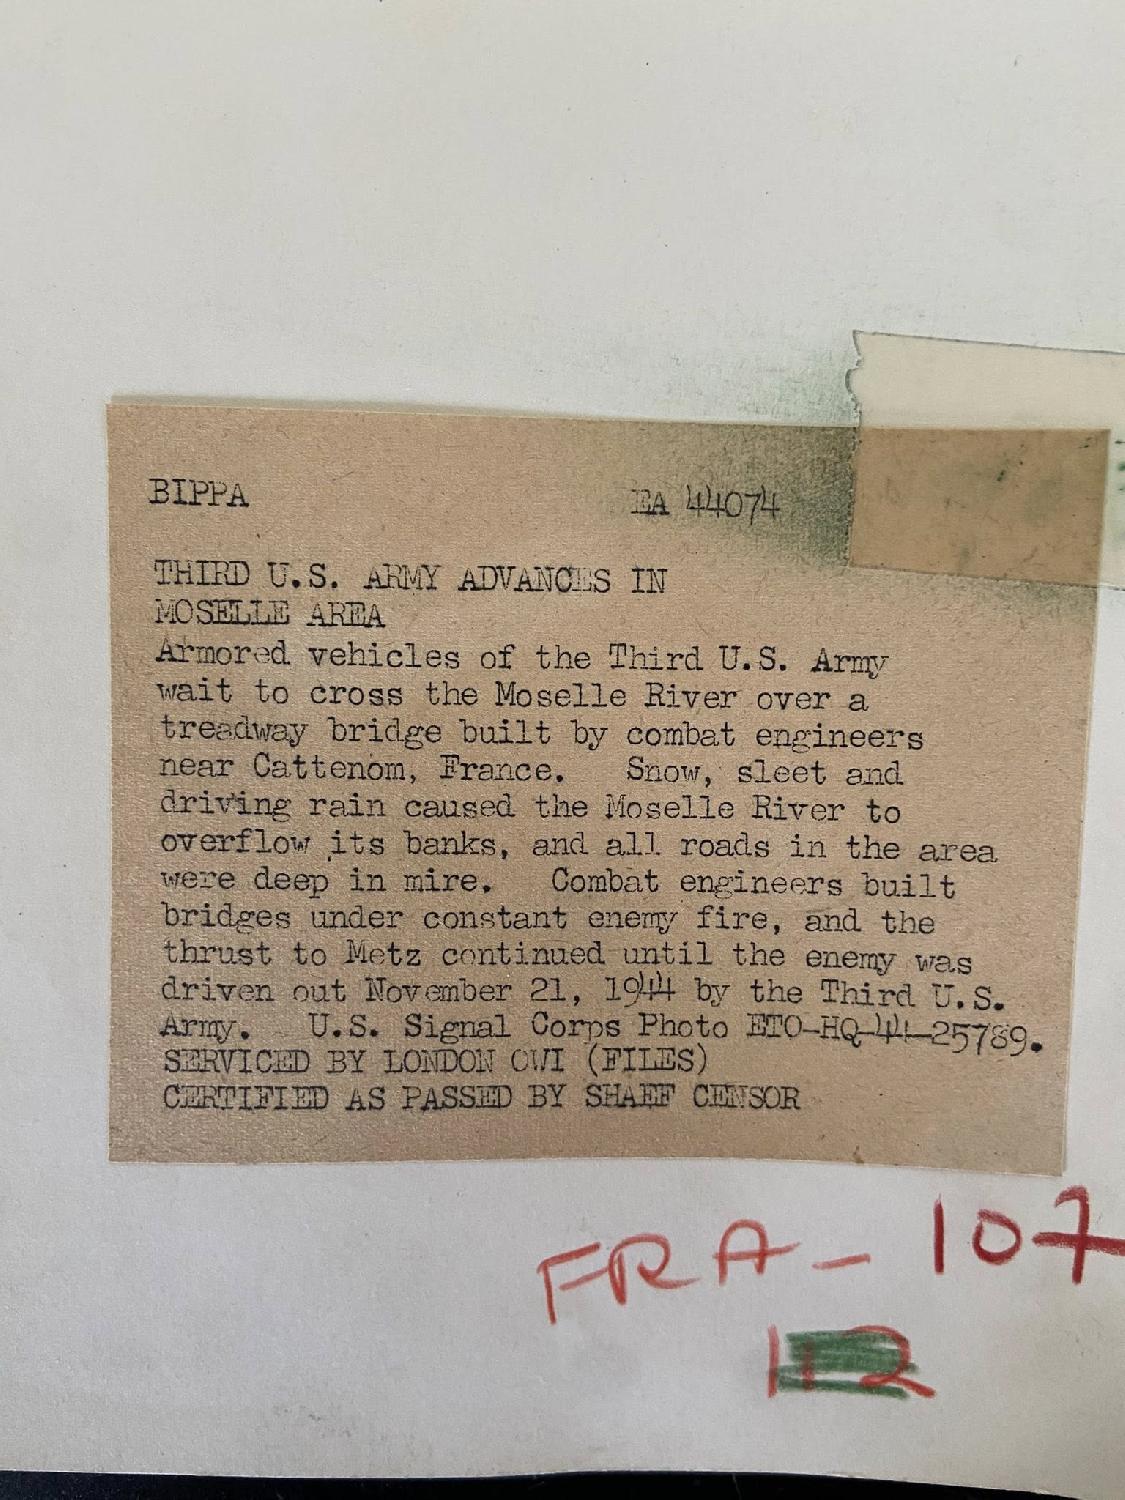 BIPPA EA 44074
THIRD U.S. ARMY ADVANCES IN
MOSELLE AREA
Armored vehicles of the Third U.S. Army
wait to cross the Moselle River over a
treadway bridge built by combat engineers
near Cattenom, France. Snow, sleet and
driving rain caused the Moselle River to
overflow its banks, and all roads in the area
were deep in mire. Combat engineers built
bridges under constant enemy fire, and the
thrust to Metz continued until the enemy was
driven out November 21, 1944 by the Third U.S.
Army. U.S. Signal Corps Photo ETO-HQ-44-25789.
SERVICED BY LONDON OWI (FILES)
CERTIFIED AS PASSED BY SHAEF CENSOR
FRA - 107
112